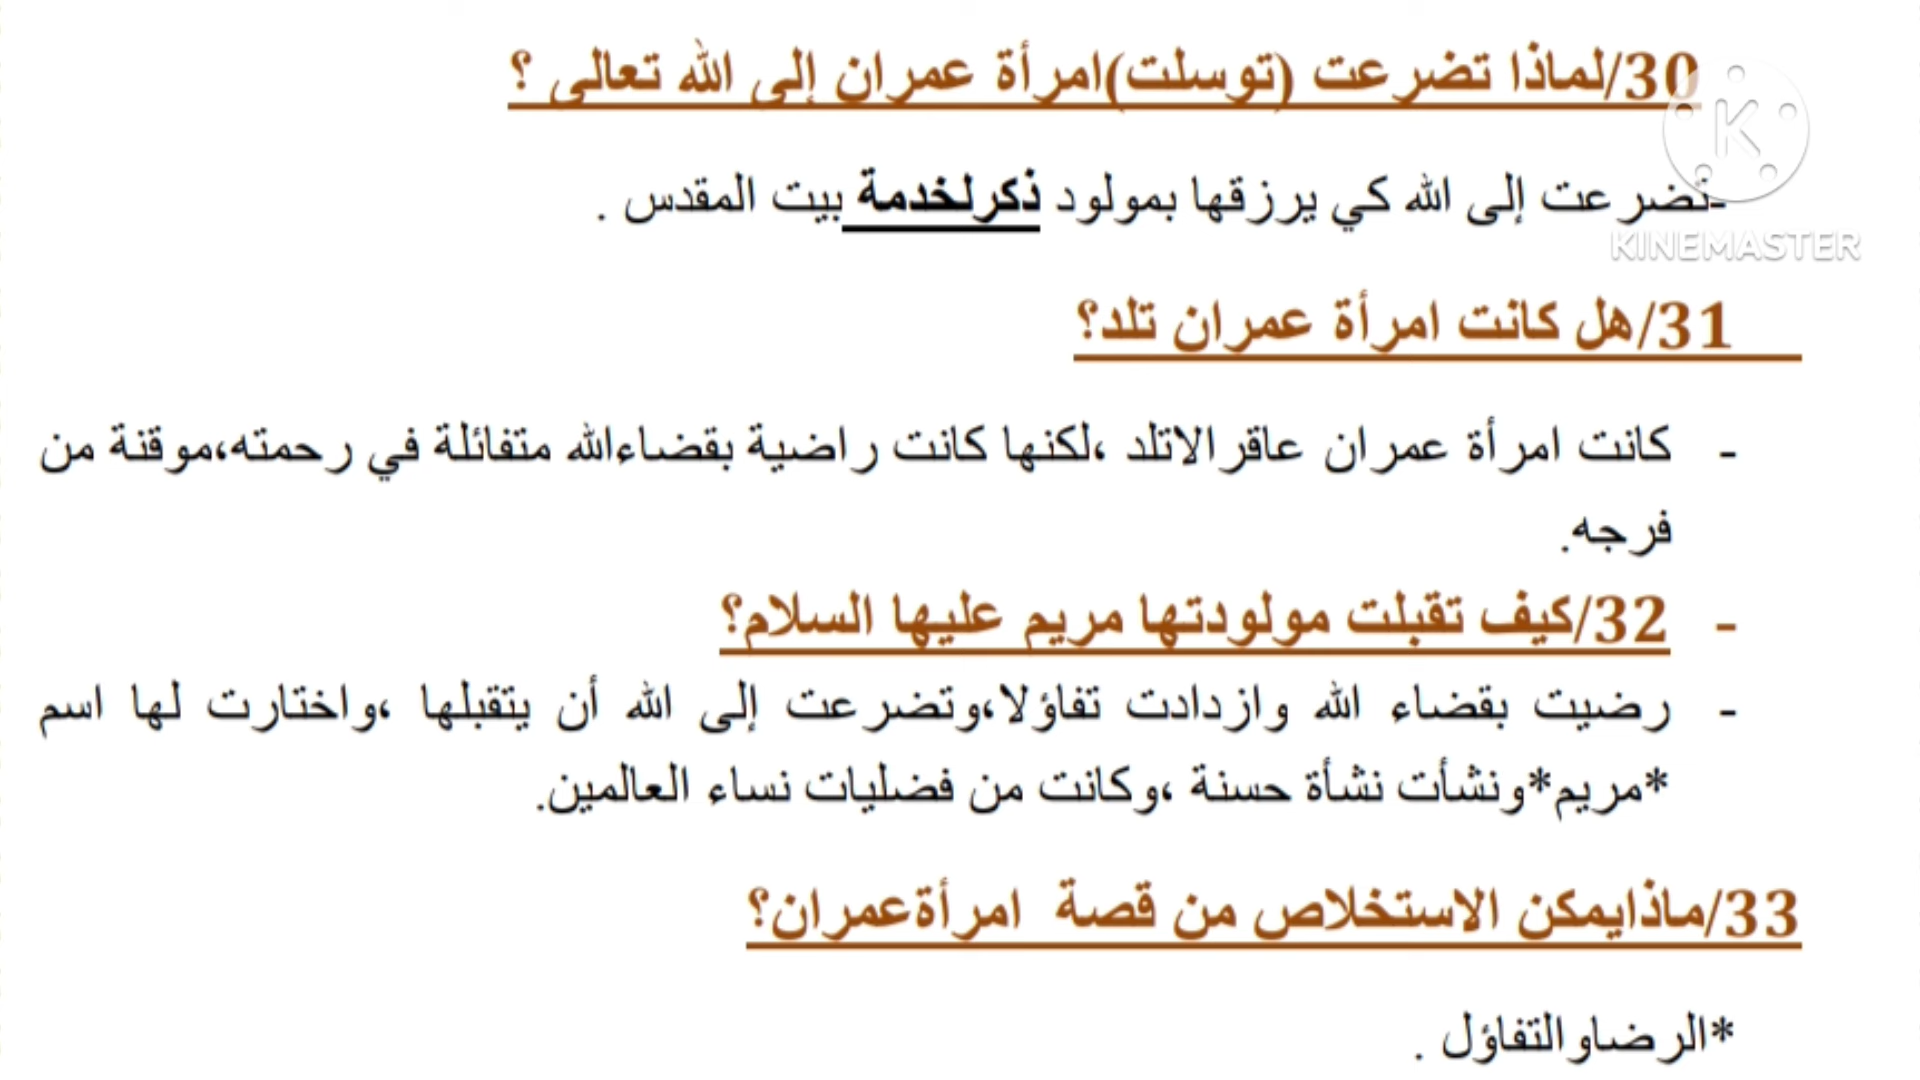 30/لماذا تضرعت (توسلت)امرأة عمران إلى الله تعالى ؟
-تضرعت إلى الله كي يرزقها بمولود ذكرلخدمة بيت المقدس .
KINEMASTER
31/هل كانت امرأة عمران تلد؟
- كانت امرأة عمران عاقرالاتلد ،لكنها كانت راضية بقضاءالله متفائلة في رحمته،موقنة من
فرجه.
- 32/كيف تقبلت مولودتها مريم عليها السلام؟
- رضيت بقضاء الله وازدادت تفاؤلا،وتضرعت إلى الله أن يتقبلها ،واختارت لها اسم
*مريم*ونشأت نشأة حسنة ،وكانت من فضليات نساء العالمين.
33/ماذايمكن الاستخلاص من قصة امرأةعمران؟
*الرضاوالتفاؤل .